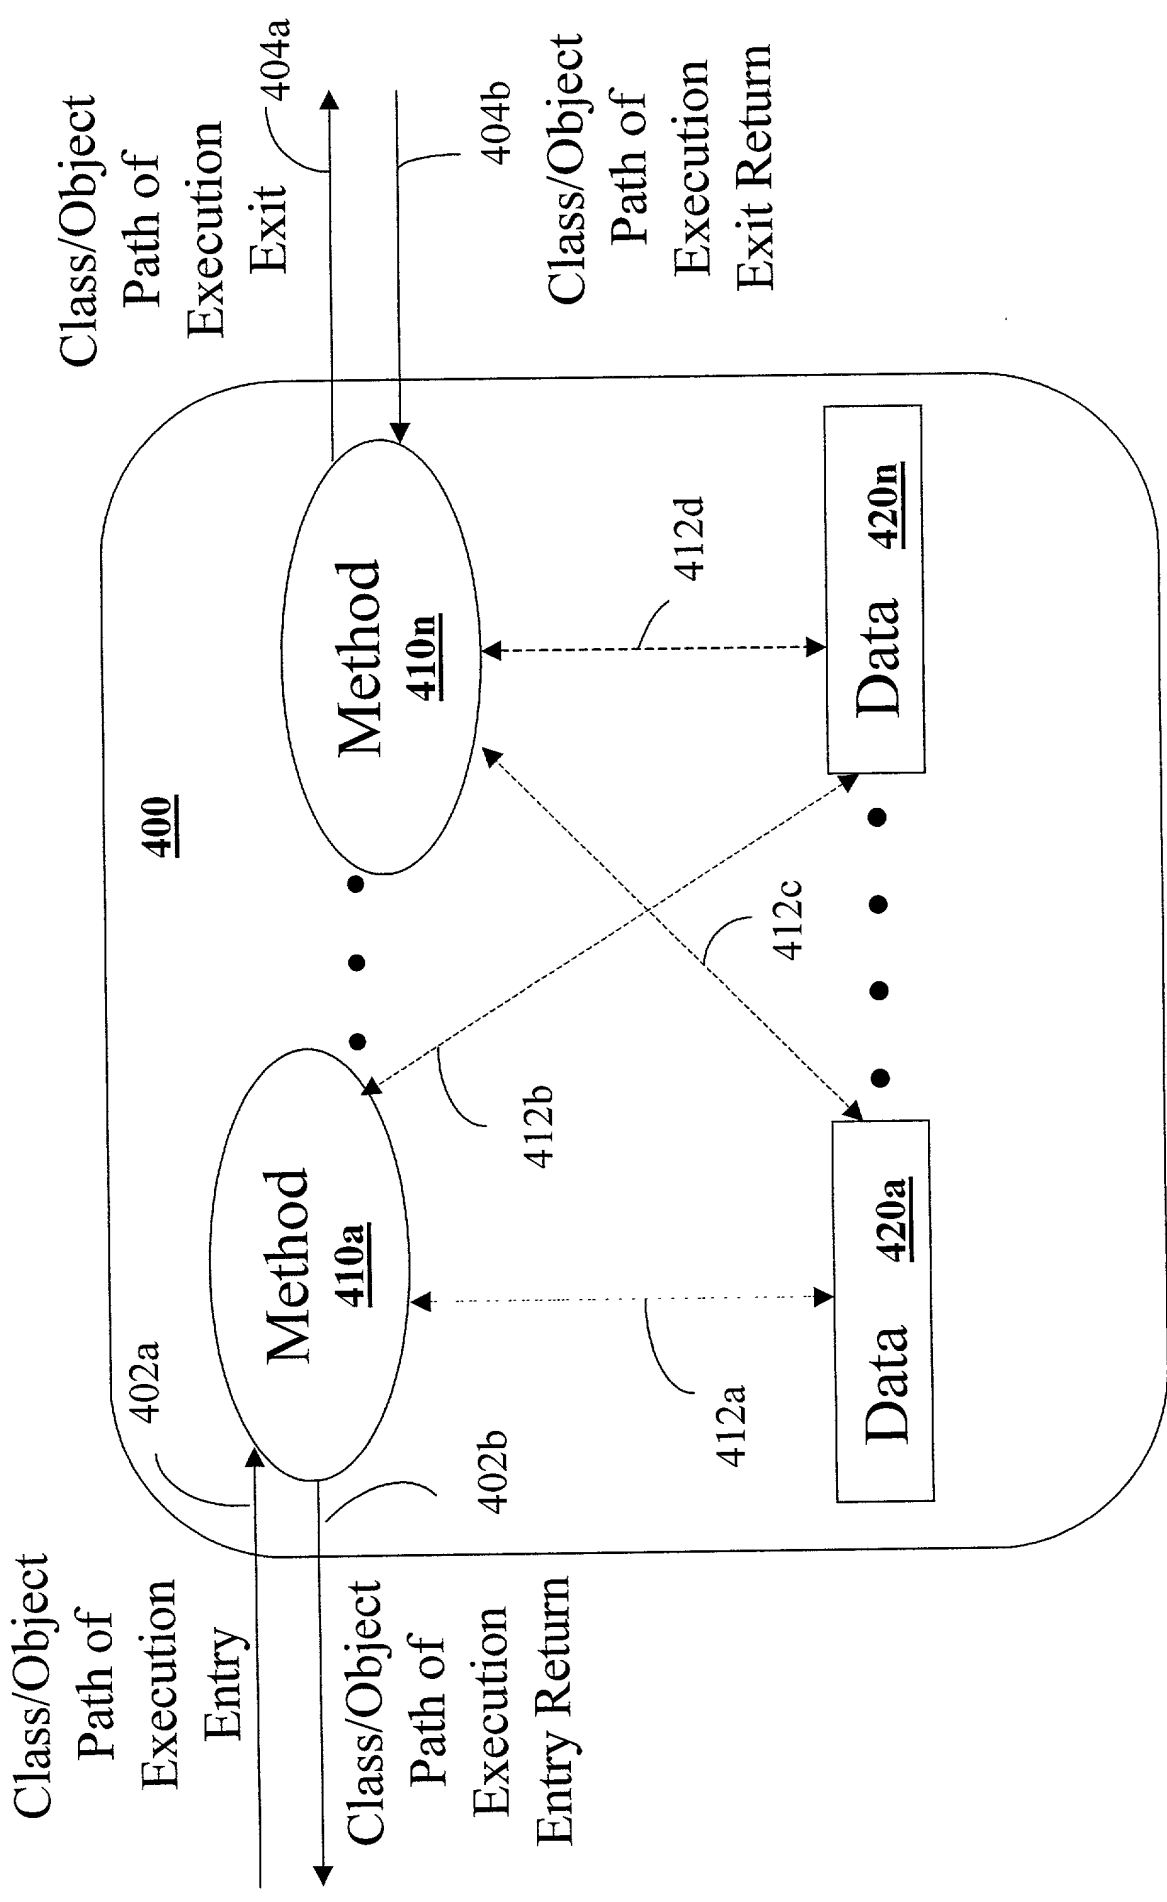 Class/Object
Path of
Execution
Entry
402a
402b
Class/Object
Path of
Execution
Entry Return
400
Method
410a
Method
410n
412a
412b
412c
412d
Data 420a
Data 420n
Class/Object
Path of
Execution
Exit
404a
404b
Class/Object
Path of
Execution
Exit Return